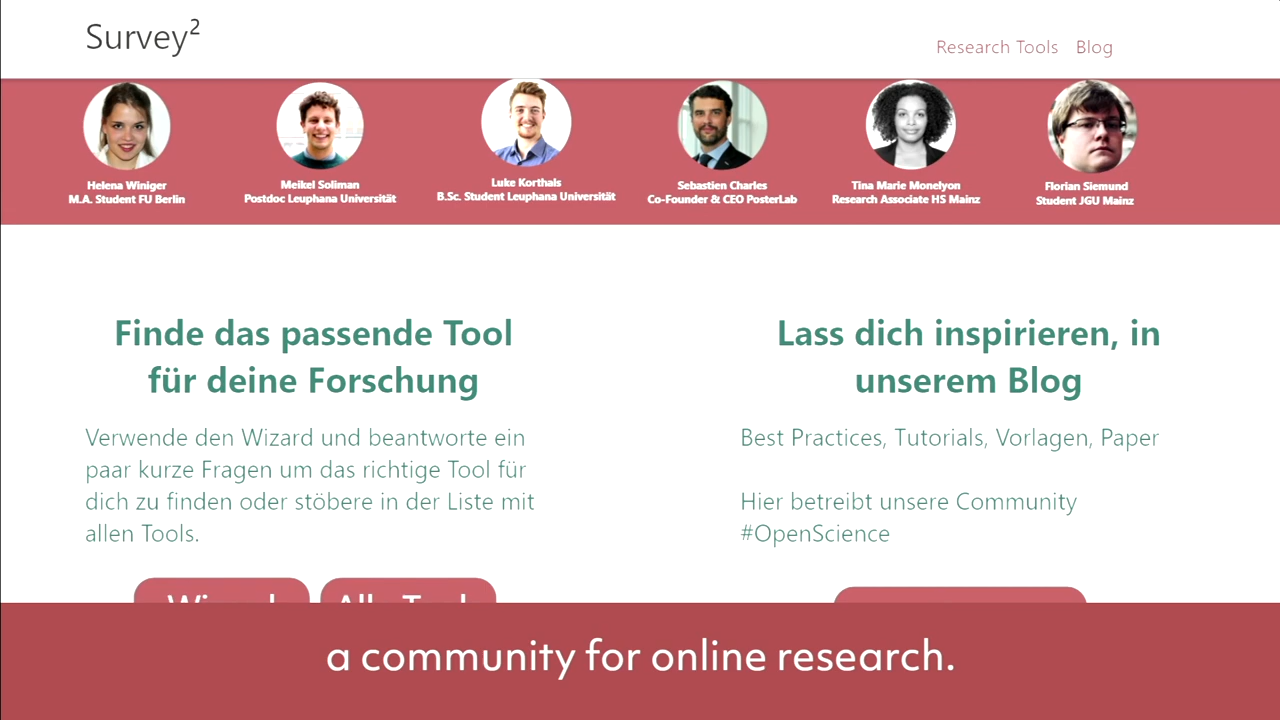 Survey²
Research Tools Blog
Helena Winiger
M.A. Student FU Berlin
Meikel Soliman
Postdoc Leuphana Universität
Luke Korthals
B.Sc. Student Leuphana Universität
Sebastien Charles
Co-Founder & CEO PosterLab
Tina Marie Monelyon
Research Associate HS Mainz
Florian Siemund
Student JGU Mainz
Finde das passende Tool
für deine Forschung
Verwende den Wizard und beantworte ein
paar kurze Fragen um das richtige Tool für
dich zu finden oder stöbere in der Liste mit
allen Tools.
Lass dich inspirieren, in
unserem Blog
Best Practices, Tutorials, Vorlagen, Paper
Hier betreibt unsere Community
#OpenScience
a community for online research.